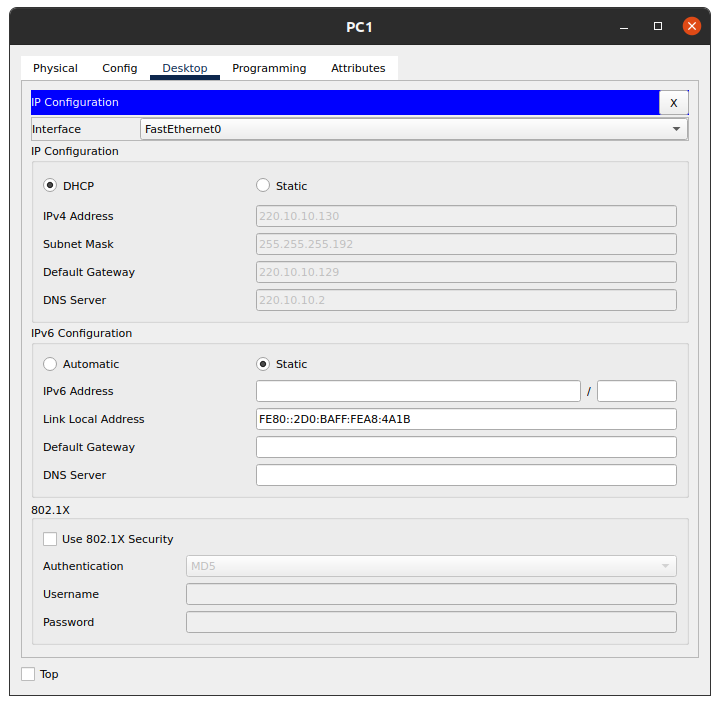 PC1
Physical Config Desktop Programming Attributes
IP Configuration X
Interface FastEthernet0
IP Configuration
DHCP Static
IPv4 Address 220.10.10.130
Subnet Mask 255.255.255.192
Default Gateway 220.10.10.129
DNS Server 220.10.10.2
IPv6 Configuration
Automatic Static
IPv6 Address /
Link Local Address FE80::2D0:BAFF:FEA8:4A1B
Default Gateway
DNS Server
802.1X
Use 802.1X Security
Authentication MD5
Username
Password
Top